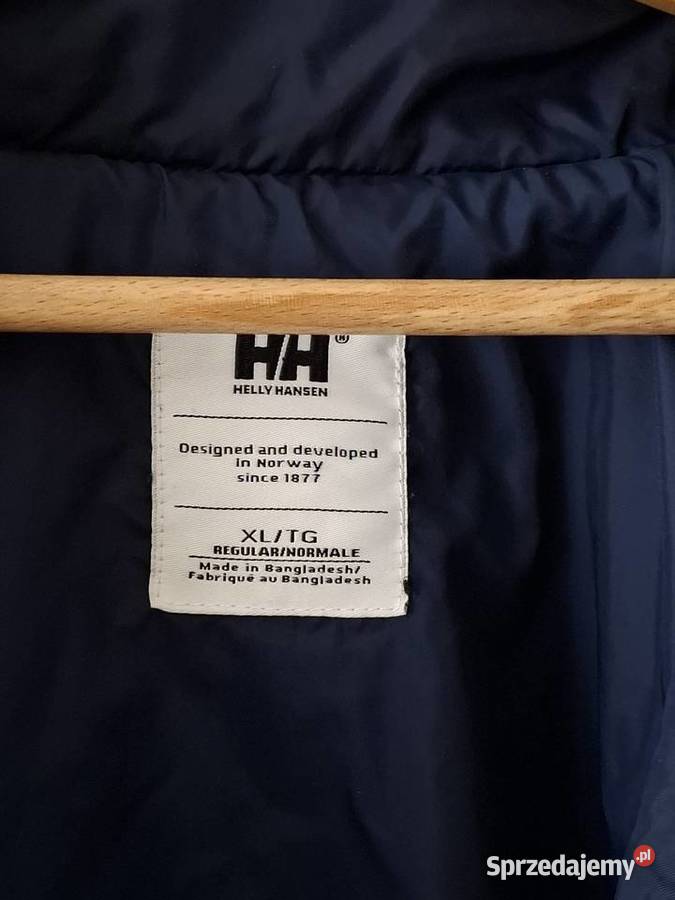 HH®
HELLY HANSEN
Designed and developed
in Norway
since 1877
XL/TG
REGULAR/NORMALE
Made in Bangladesh/
Fabriqué au Bangladesh
Sprzedajemy.pl